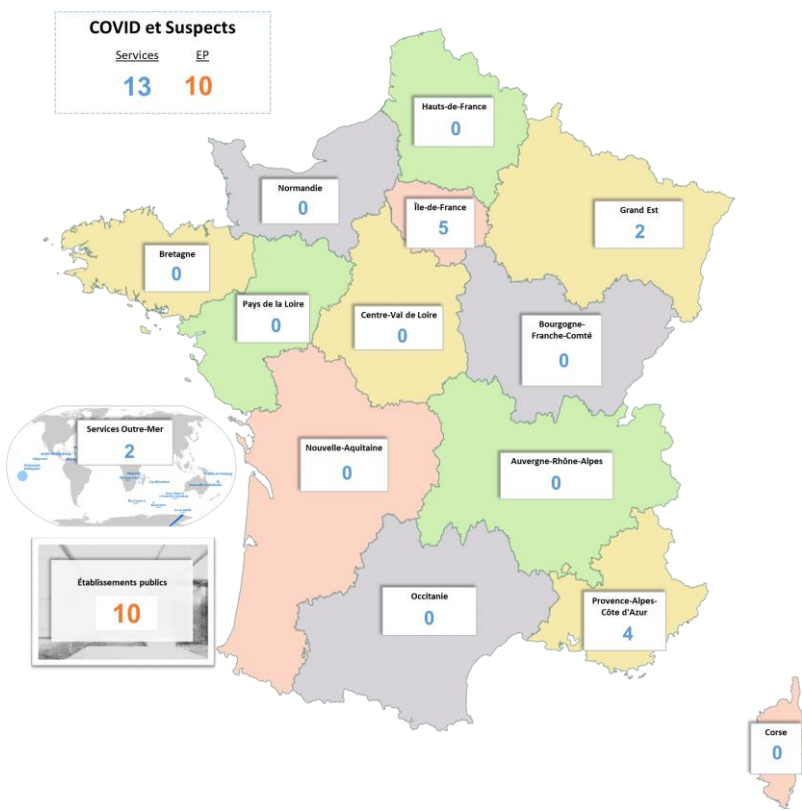 COVID et Suspects
Services EP
13 10
Hauts-de-France
0
Normandie
0
Île-de-France
5
Grand Est
2
Bretagne
0
Pays de la Loire
0
Centre-Val de Loire
0
Bourgogne-
Franche-Comté
0
Services Outre-Mer
2
Nouvelle-Aquitaine
0
Auvergne-Rhône-Alpes
0
Établissements publics
10
Occitanie
0
Provence-Alpes-
Côte d'Azur
4
Corse
0